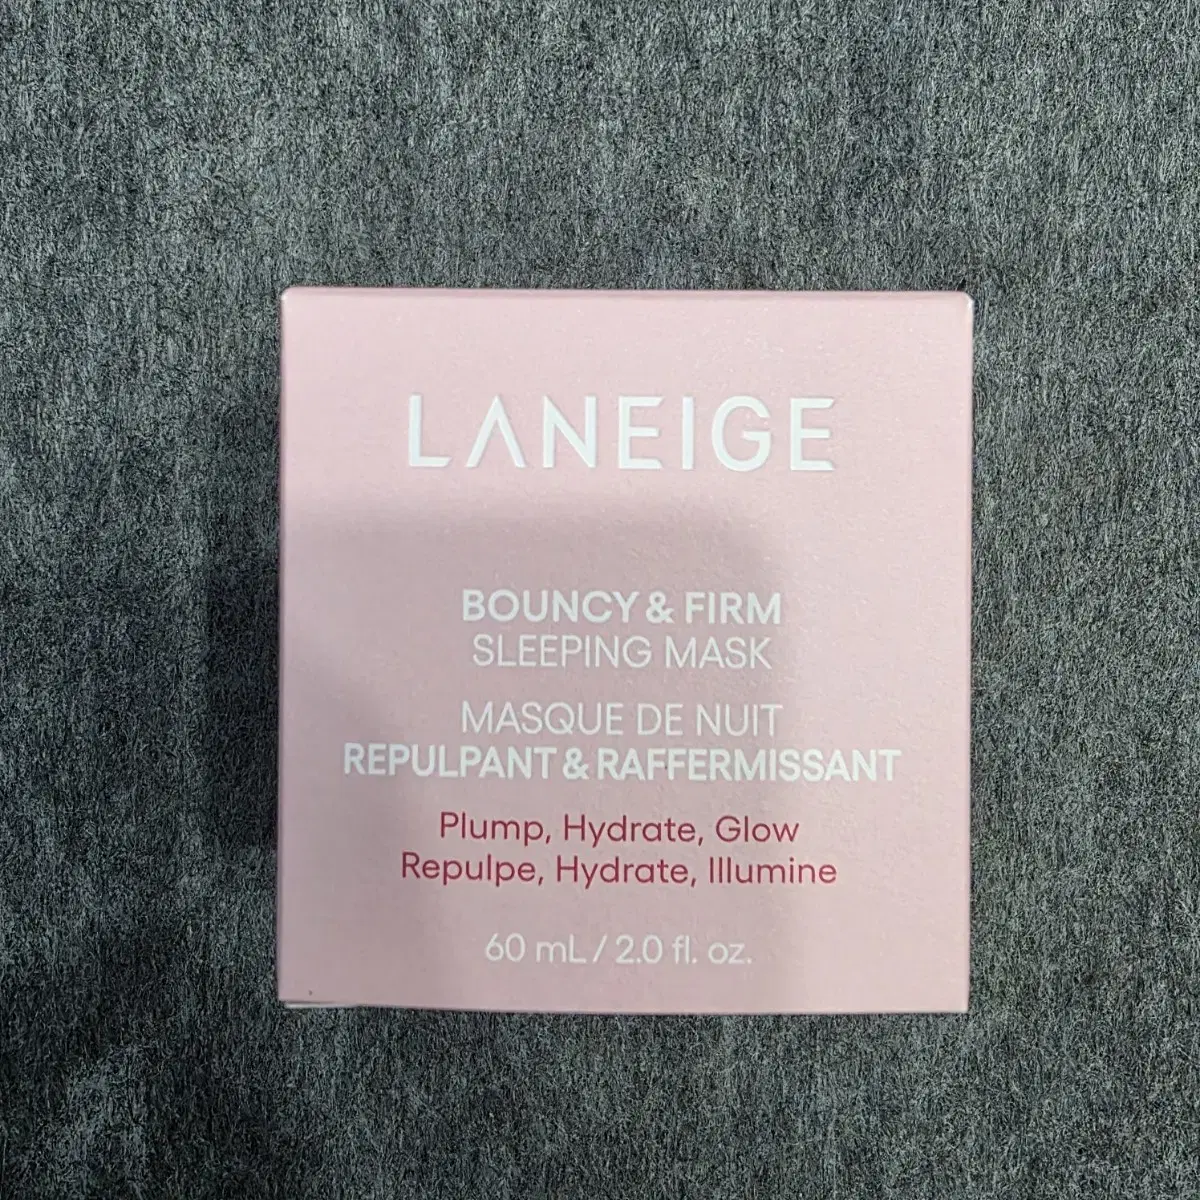 LANEIGE
BOUNCY & FIRM
SLEEPING MASK
MASQUE DE NUIT
REPULPANT & RAFFERMISSANT
Plump, Hydrate, Glow
Repulpe, Hydrate, Illumine
60 mL / 2.0 fl. oz.